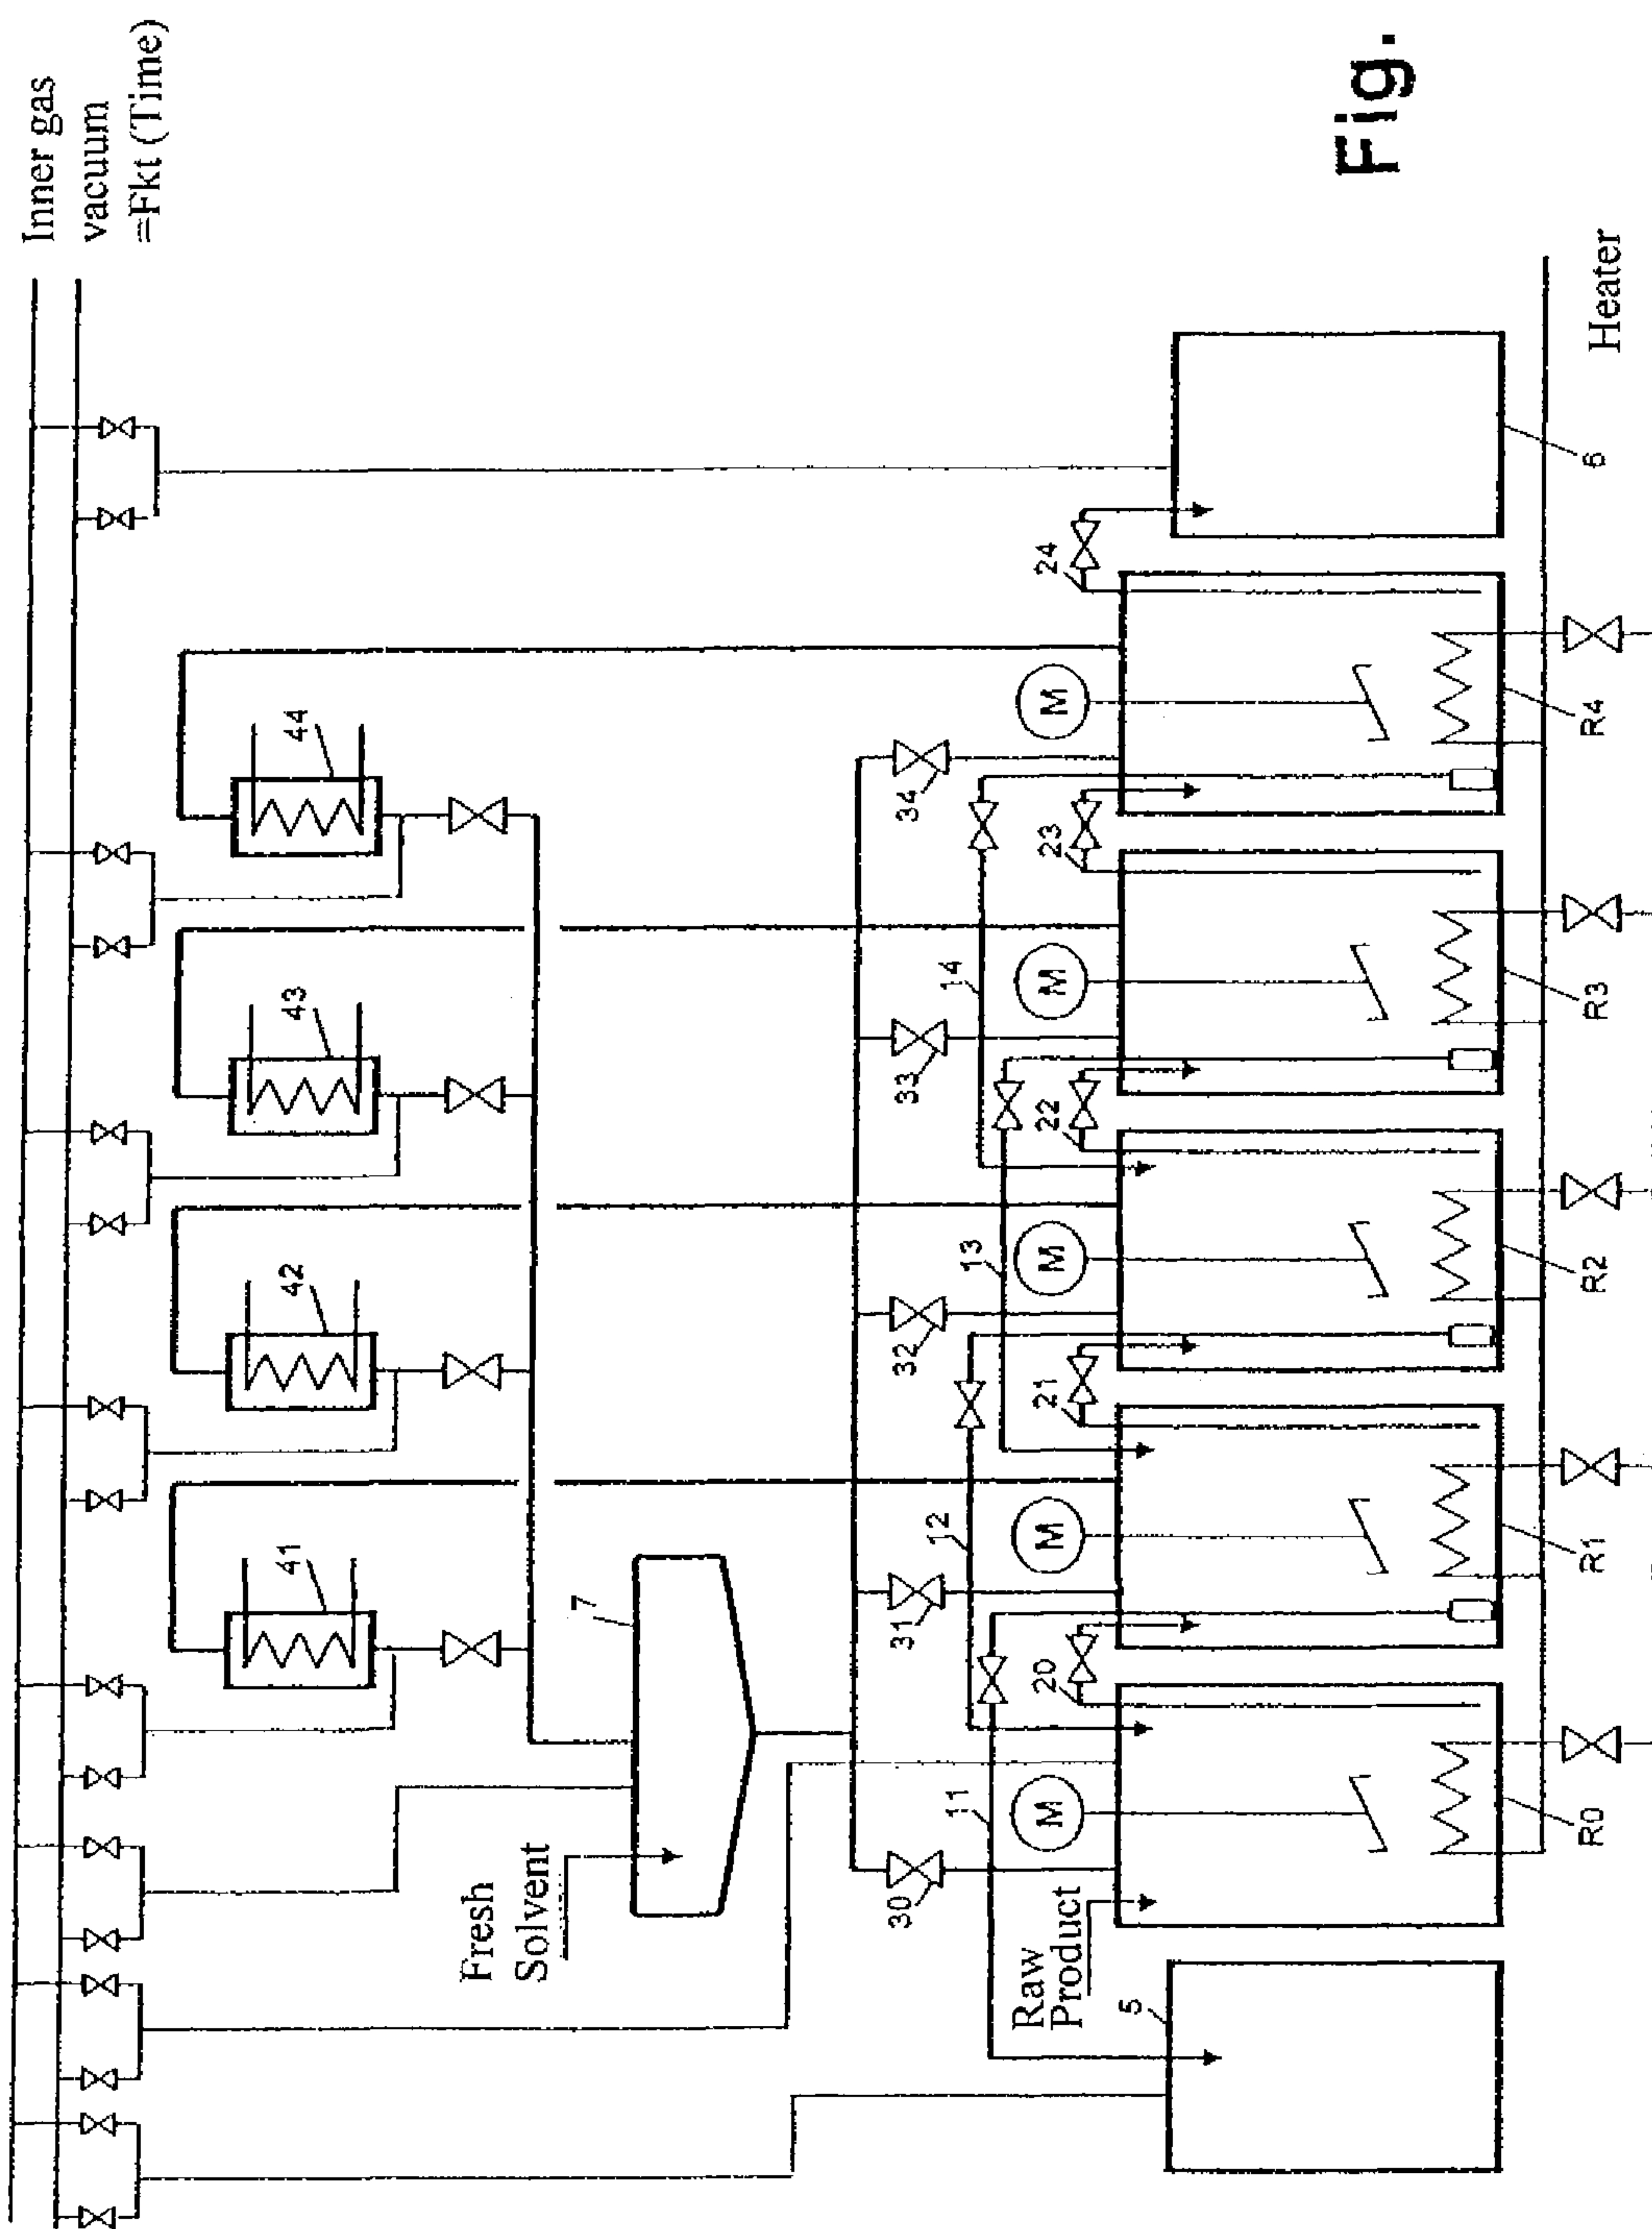 Inner gas
vacuum
=Fkt (Time)
44
43
42
41
7
Fresh
Solvent
34
33
32
31
30
14
13
12
11
24
23
22
21
20
M
M
M
M
M
Raw
Product
5
6
R4
R3
R2
R1
R0
Heater
Fig.